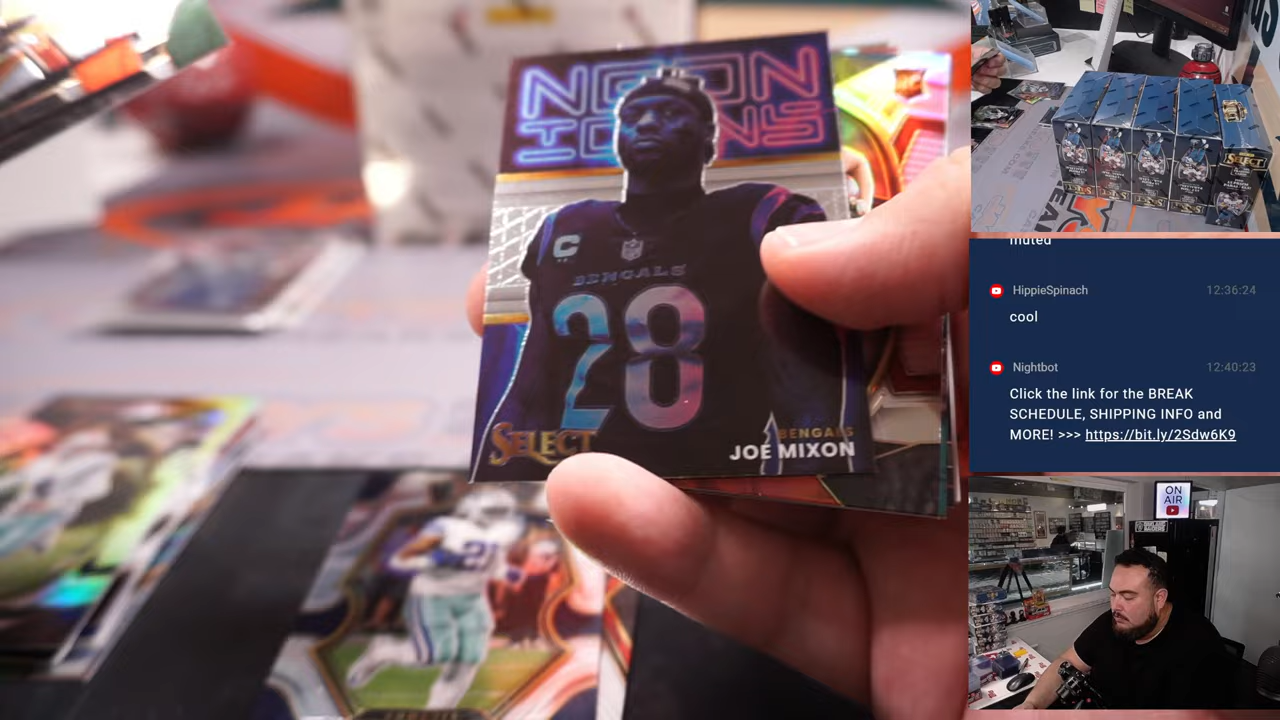 NEON
ICONS
C
BENGALS
28
SELECT
BENGALS
JOE MIXON
21
SELECT
muted
HippieSpinach 12:36:24
cool
Nightbot 12:40:23
Click the link for the BREAK
SCHEDULE, SHIPPING INFO and
MORE! >>> https://bit.ly/2Sdw6K9
ON
AIR